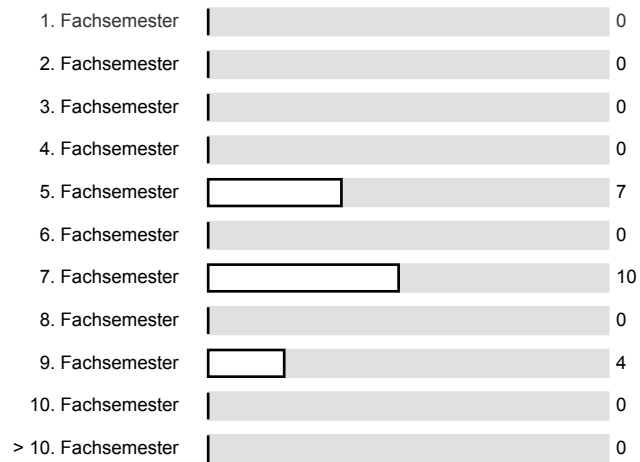 1. Fachsemester 0
2. Fachsemester 0
3. Fachsemester 0
4. Fachsemester 0
5. Fachsemester 7
6. Fachsemester 0
7. Fachsemester 10
8. Fachsemester 0
9. Fachsemester 4
10. Fachsemester 0
> 10. Fachsemester 0